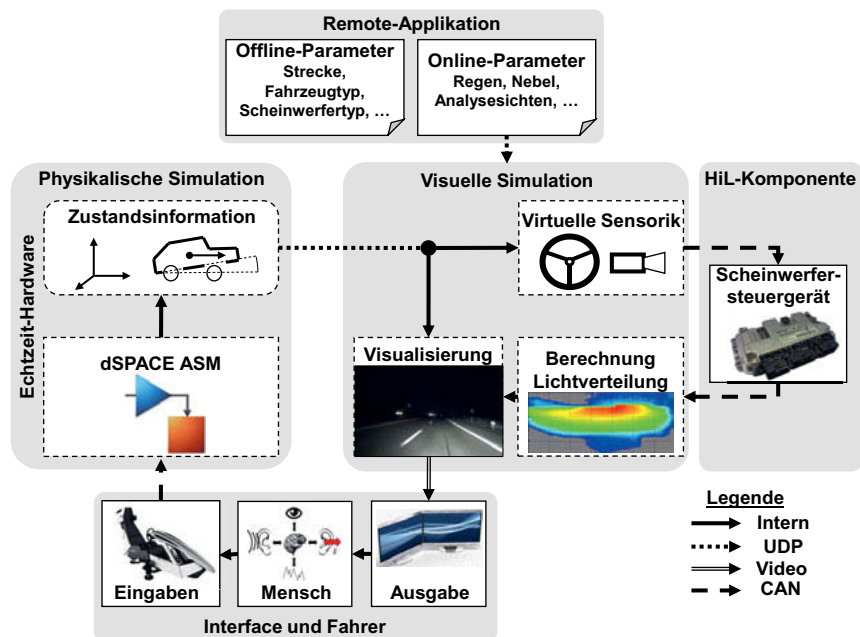 Remote-Applikation
Offline-Parameter
Strecke,
Fahrzeugtyp,
Scheinwerfertyp, …
Online-Parameter
Regen, Nebel,
Analysesichten, …
Physikalische Simulation
Visuelle Simulation
HiL-Komponente
Echtzeit-Hardware
Zustandsinformation
Virtuelle Sensorik
Scheinwerfer-
steuergerät
dSPACE ASM
Visualisierung
Berechnung
Lichtverteilung
Eingaben
Mensch
Ausgabe
Interface und Fahrer
Legende
Intern
UDP
Video
CAN